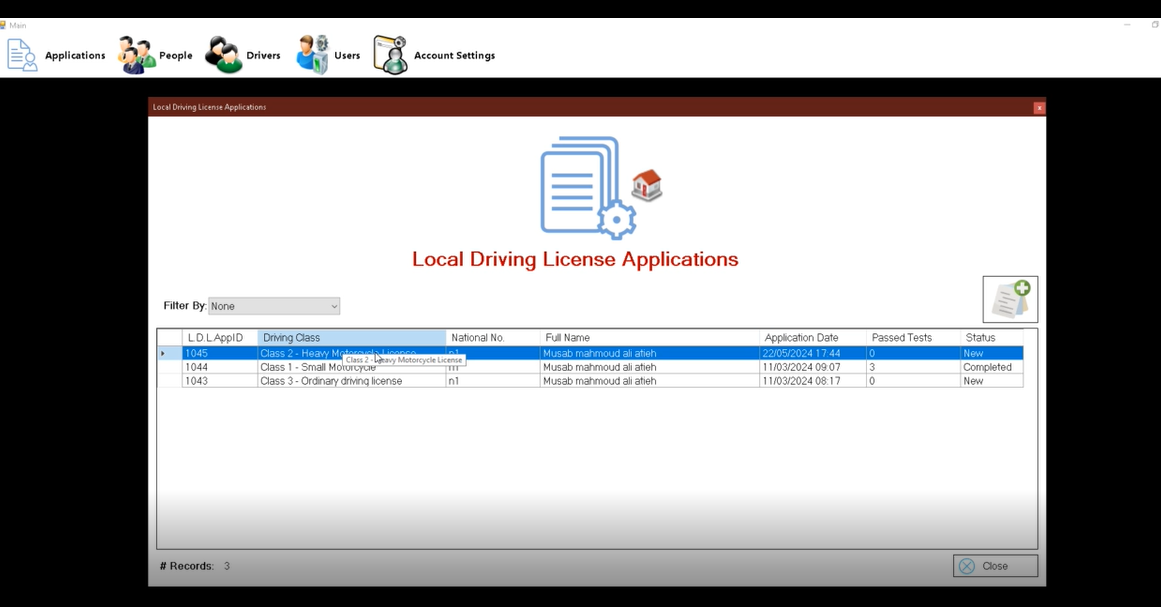 Main
Applications People Drivers Users Account Settings
Local Driving License Applications
Local Driving License Applications
Filter By: None
L.D.L.AppID Driving Class National No. Full Name Application Date Passed Tests Status
1045 Class 2 - Heavy Motorcycle License n1 Musab mahmoud ali atieh 22/05/2024 17:44 0 New
Class 2 - Heavy Motorcycle License
1044 Class 1 - Small Motorcycle n1 Musab mahmoud ali atieh 11/03/2024 09:07 3 Completed
1043 Class 3 - Ordinary driving license n1 Musab mahmoud ali atieh 11/03/2024 08:17 0 New
# Records: 3
Close